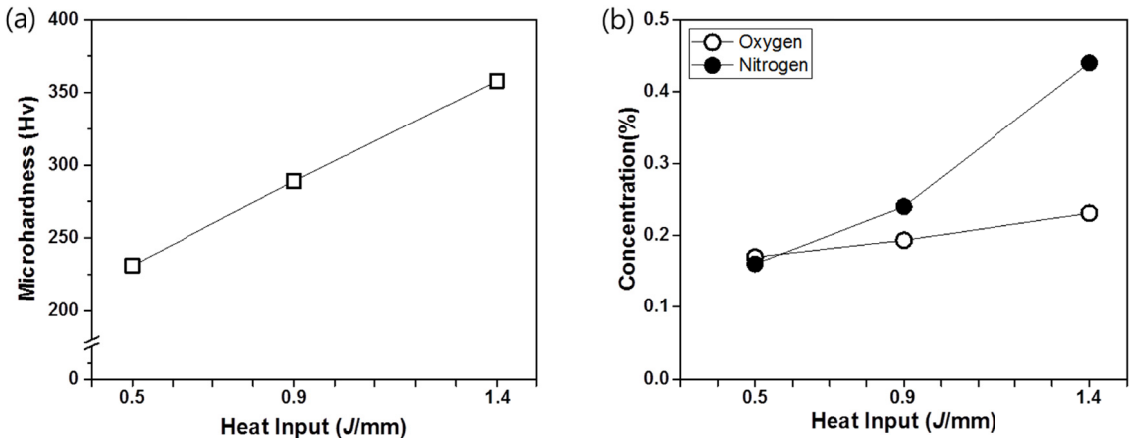 (a)
400
350
300
250
200
0
Microhardness (Hv)
0.5 0.9 1.4
Heat Input (J/mm)
(b)
0.5
0.4
0.3
0.2
0.1
0.0
Concentration(%)
Oxygen
Nitrogen
0.5 0.9 1.4
Heat Input (J/mm)